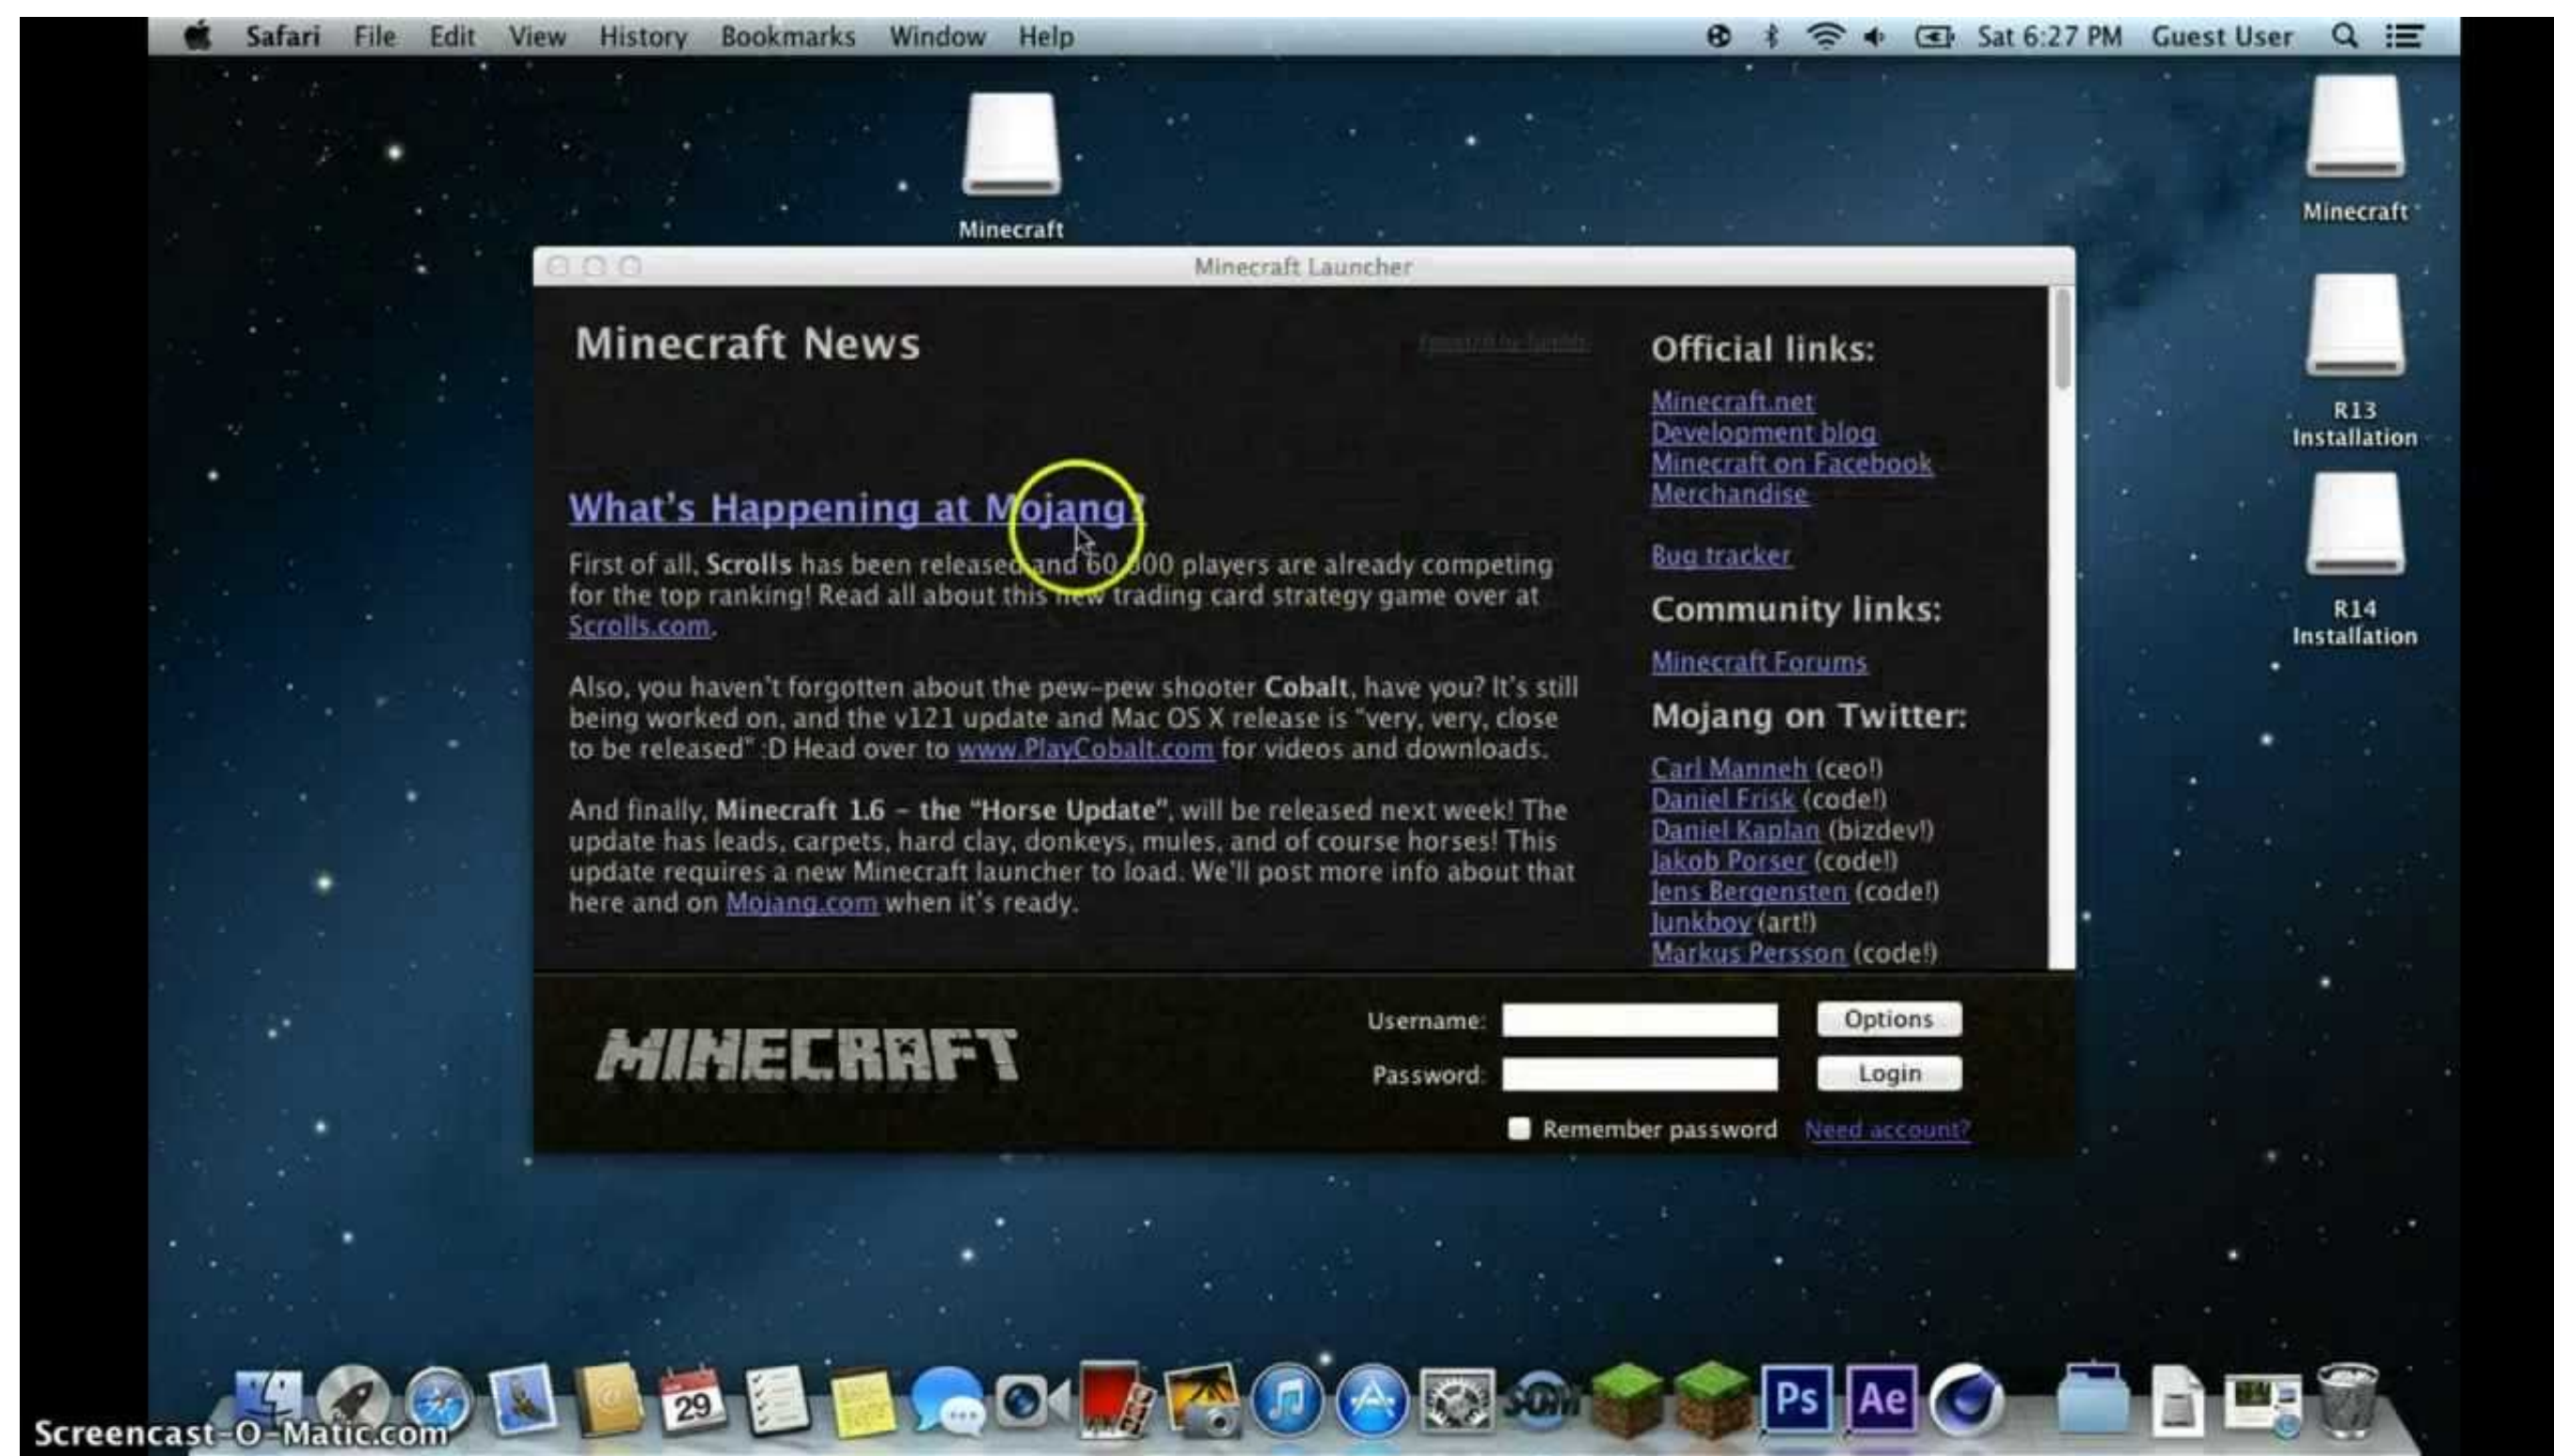 Safari File Edit View History Bookmarks Window Help
Sat 6:27 PM Guest User
Minecraft
Minecraft
R13
Installation
R14
Installation
Minecraft Launcher
Minecraft News
What's Happening at Mojang?
First of all, Scrolls has been released and 60,000 players are already competing
for the top ranking! Read all about this new trading card strategy game over at
Scrolls.com.
Also, you haven't forgotten about the pew-pew shooter Cobalt, have you? It's still
being worked on, and the v121 update and Mac OS X release is "very, very, close
to be released" :D Head over to www.PlayCobalt.com for videos and downloads.
And finally, Minecraft 1.6 – the "Horse Update", will be released next week! The
update has leads, carpets, hard clay, donkeys, mules, and of course horses! This
update requires a new Minecraft launcher to load. We'll post more info about that
here and on Mojang.com when it's ready.
Official links:
Minecraft.net
Development blog
Minecraft on Facebook
Merchandise
Bug tracker
Community links:
Minecraft Forums
Mojang on Twitter:
Carl Manneh (ceo!)
Daniel Frisk (code!)
Daniel Kaplan (bizdev!)
Jakob Porser (code!)
Jens Bergensten (code!)
Junkboy (art!)
Markus Persson (code!)
MINECRAFT
Username:
Options
Password:
Login
Remember password Need account?
29
SOM
Ps
Ae
Screencast-O-Matic.com